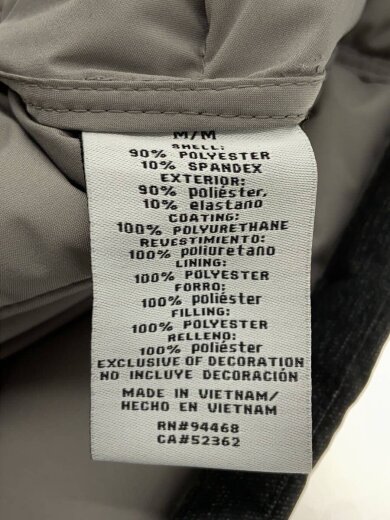 M/M
SHELL:
90% POLYESTER
10% SPANDEX
EXTERIOR:
90% poliéster,
10% elastano
COATING:
100% POLYURETHANE
REVESTIMIENTO:
100% poliuretano
LINING:
100% POLYESTER
FORRO:
100% poliéster
FILLING:
100% POLYESTER
RELLENO:
100% poliéster
EXCLUSIVE OF DECORATION
NO INCLUYE DECORACIÓN
MADE IN VIETNAM/
HECHO EN VIETNAM
RN#94468
CA#52362